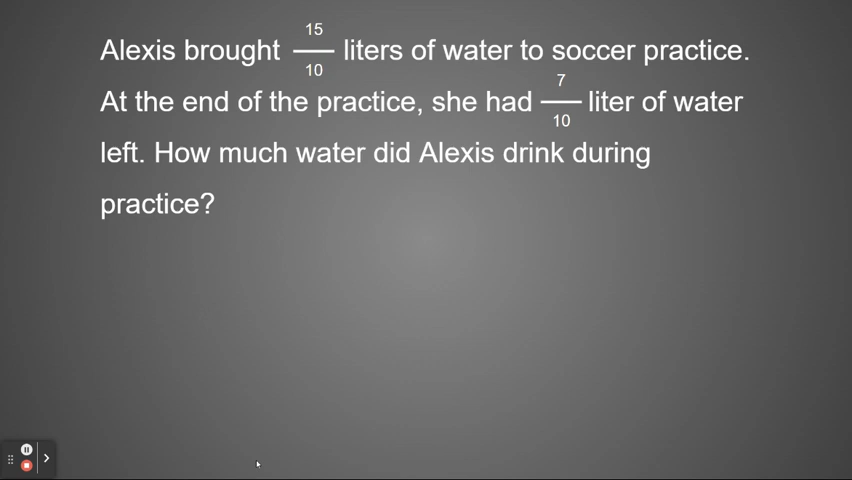 Alexis brought 15/10 liters of water to soccer practice.
At the end of the practice, she had 7/10 liter of water
left. How much water did Alexis drink during
practice?